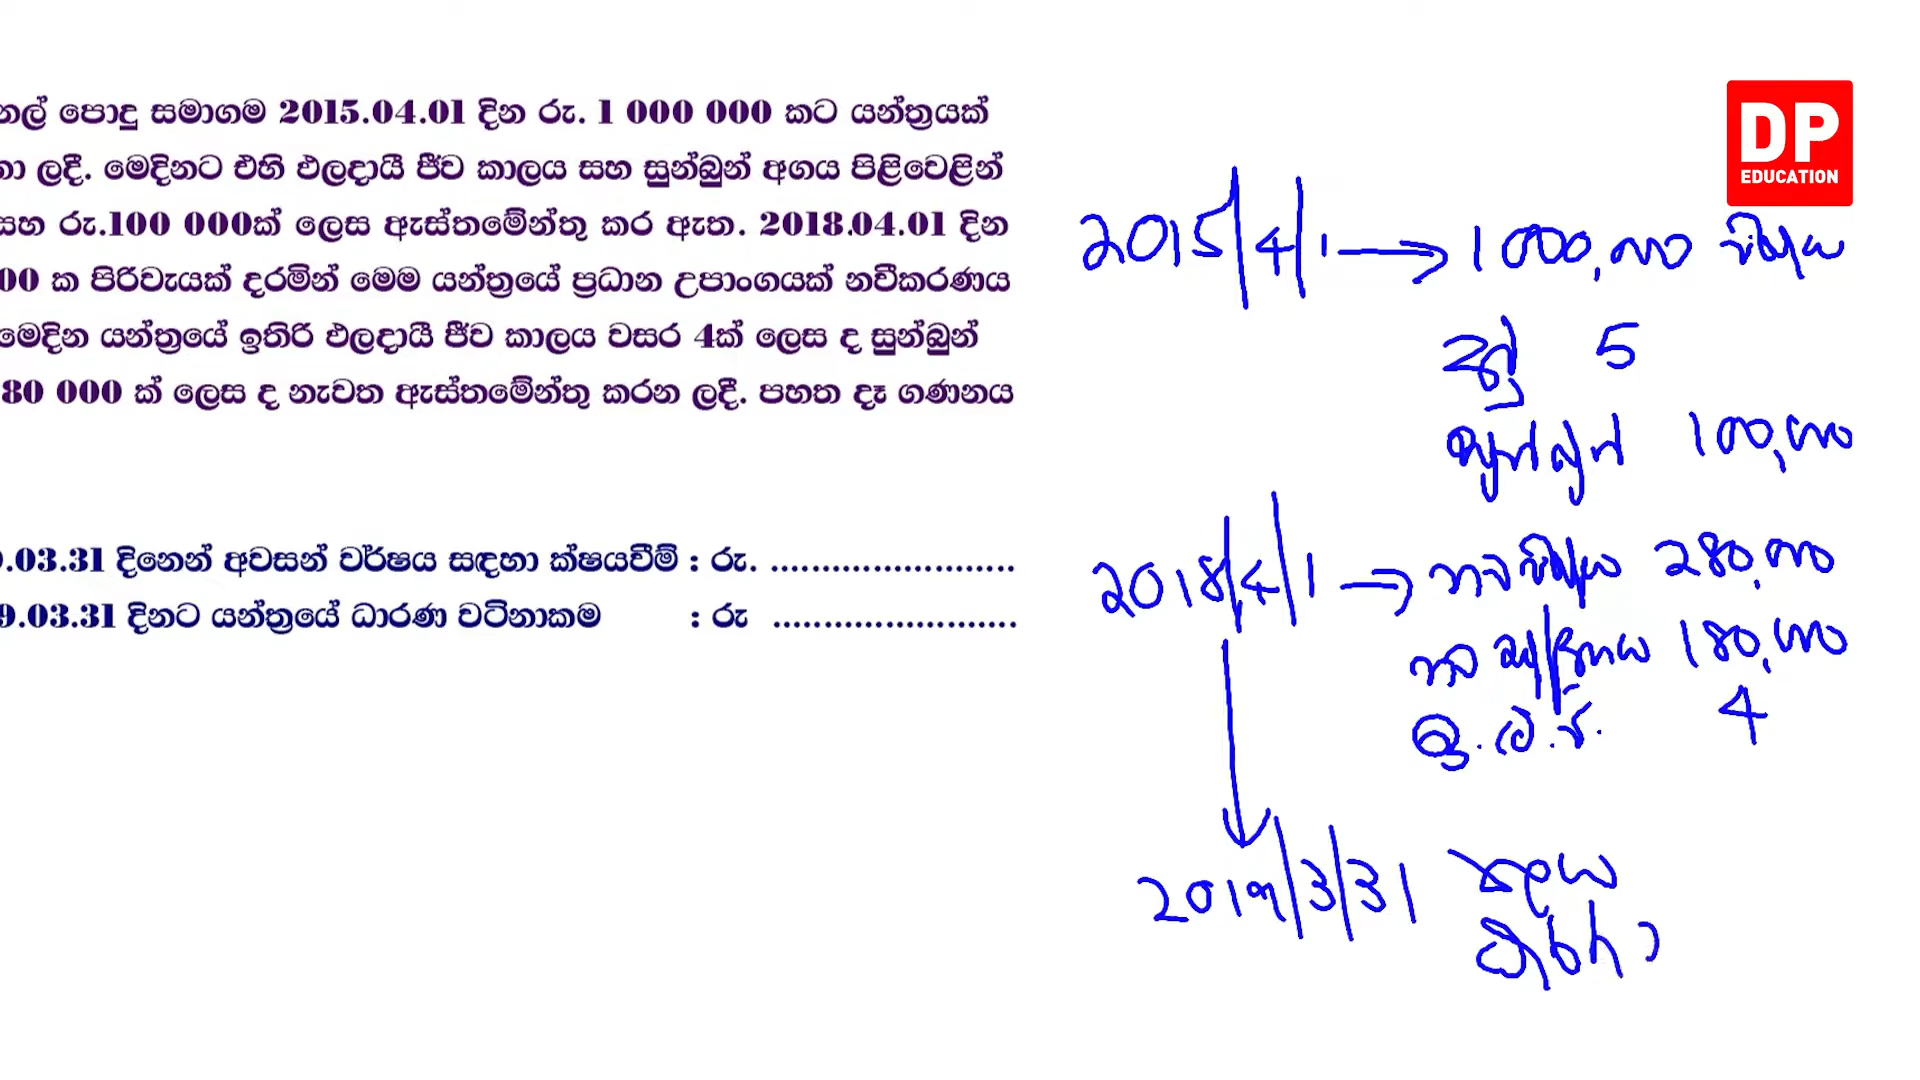 නල් පොදු සමාගම 2015.04.01 දින රු. 1 000 000 කට යන්ත්‍රයක්
නා ලදී. මෙදිනට එහි ඵලදායී ජීව කාලය සහ සුන්බුන් අගය පිළිවෙළින්
සහ රු.100 000ක් ලෙස ඇස්තමේන්තු කර ඇත. 2018.04.01 දින
00 ක පිරිවැයක් දරමින් මෙම යන්ත්‍රයේ ප්‍රධාන උපාංගයක් නවීකරණය
මෙදින යන්ත්‍රයේ ඉතිරි ඵලදායී ජීව කාලය වසර 4ක් ලෙස ද සුන්බුන්
80 000 ක් ලෙස ද නැවත ඇස්තමේන්තු කරන ලදී. පහත දෑ ගණනය
9.03.31 දිනෙන් අවසන් වර්ෂය සඳහා ක්ෂයවීම් : රු. ........................
9.03.31 දිනට යන්ත්‍රයේ ධාරණ වටිනාකම : රු ........................
DP
EDUCATION
2015/4/1 → 1 000,000
5
සුන්බුන් 100,000
2018/4/1 → 280,000
180,000
ඉ.ඵ.ජී. 4
2019/3/31